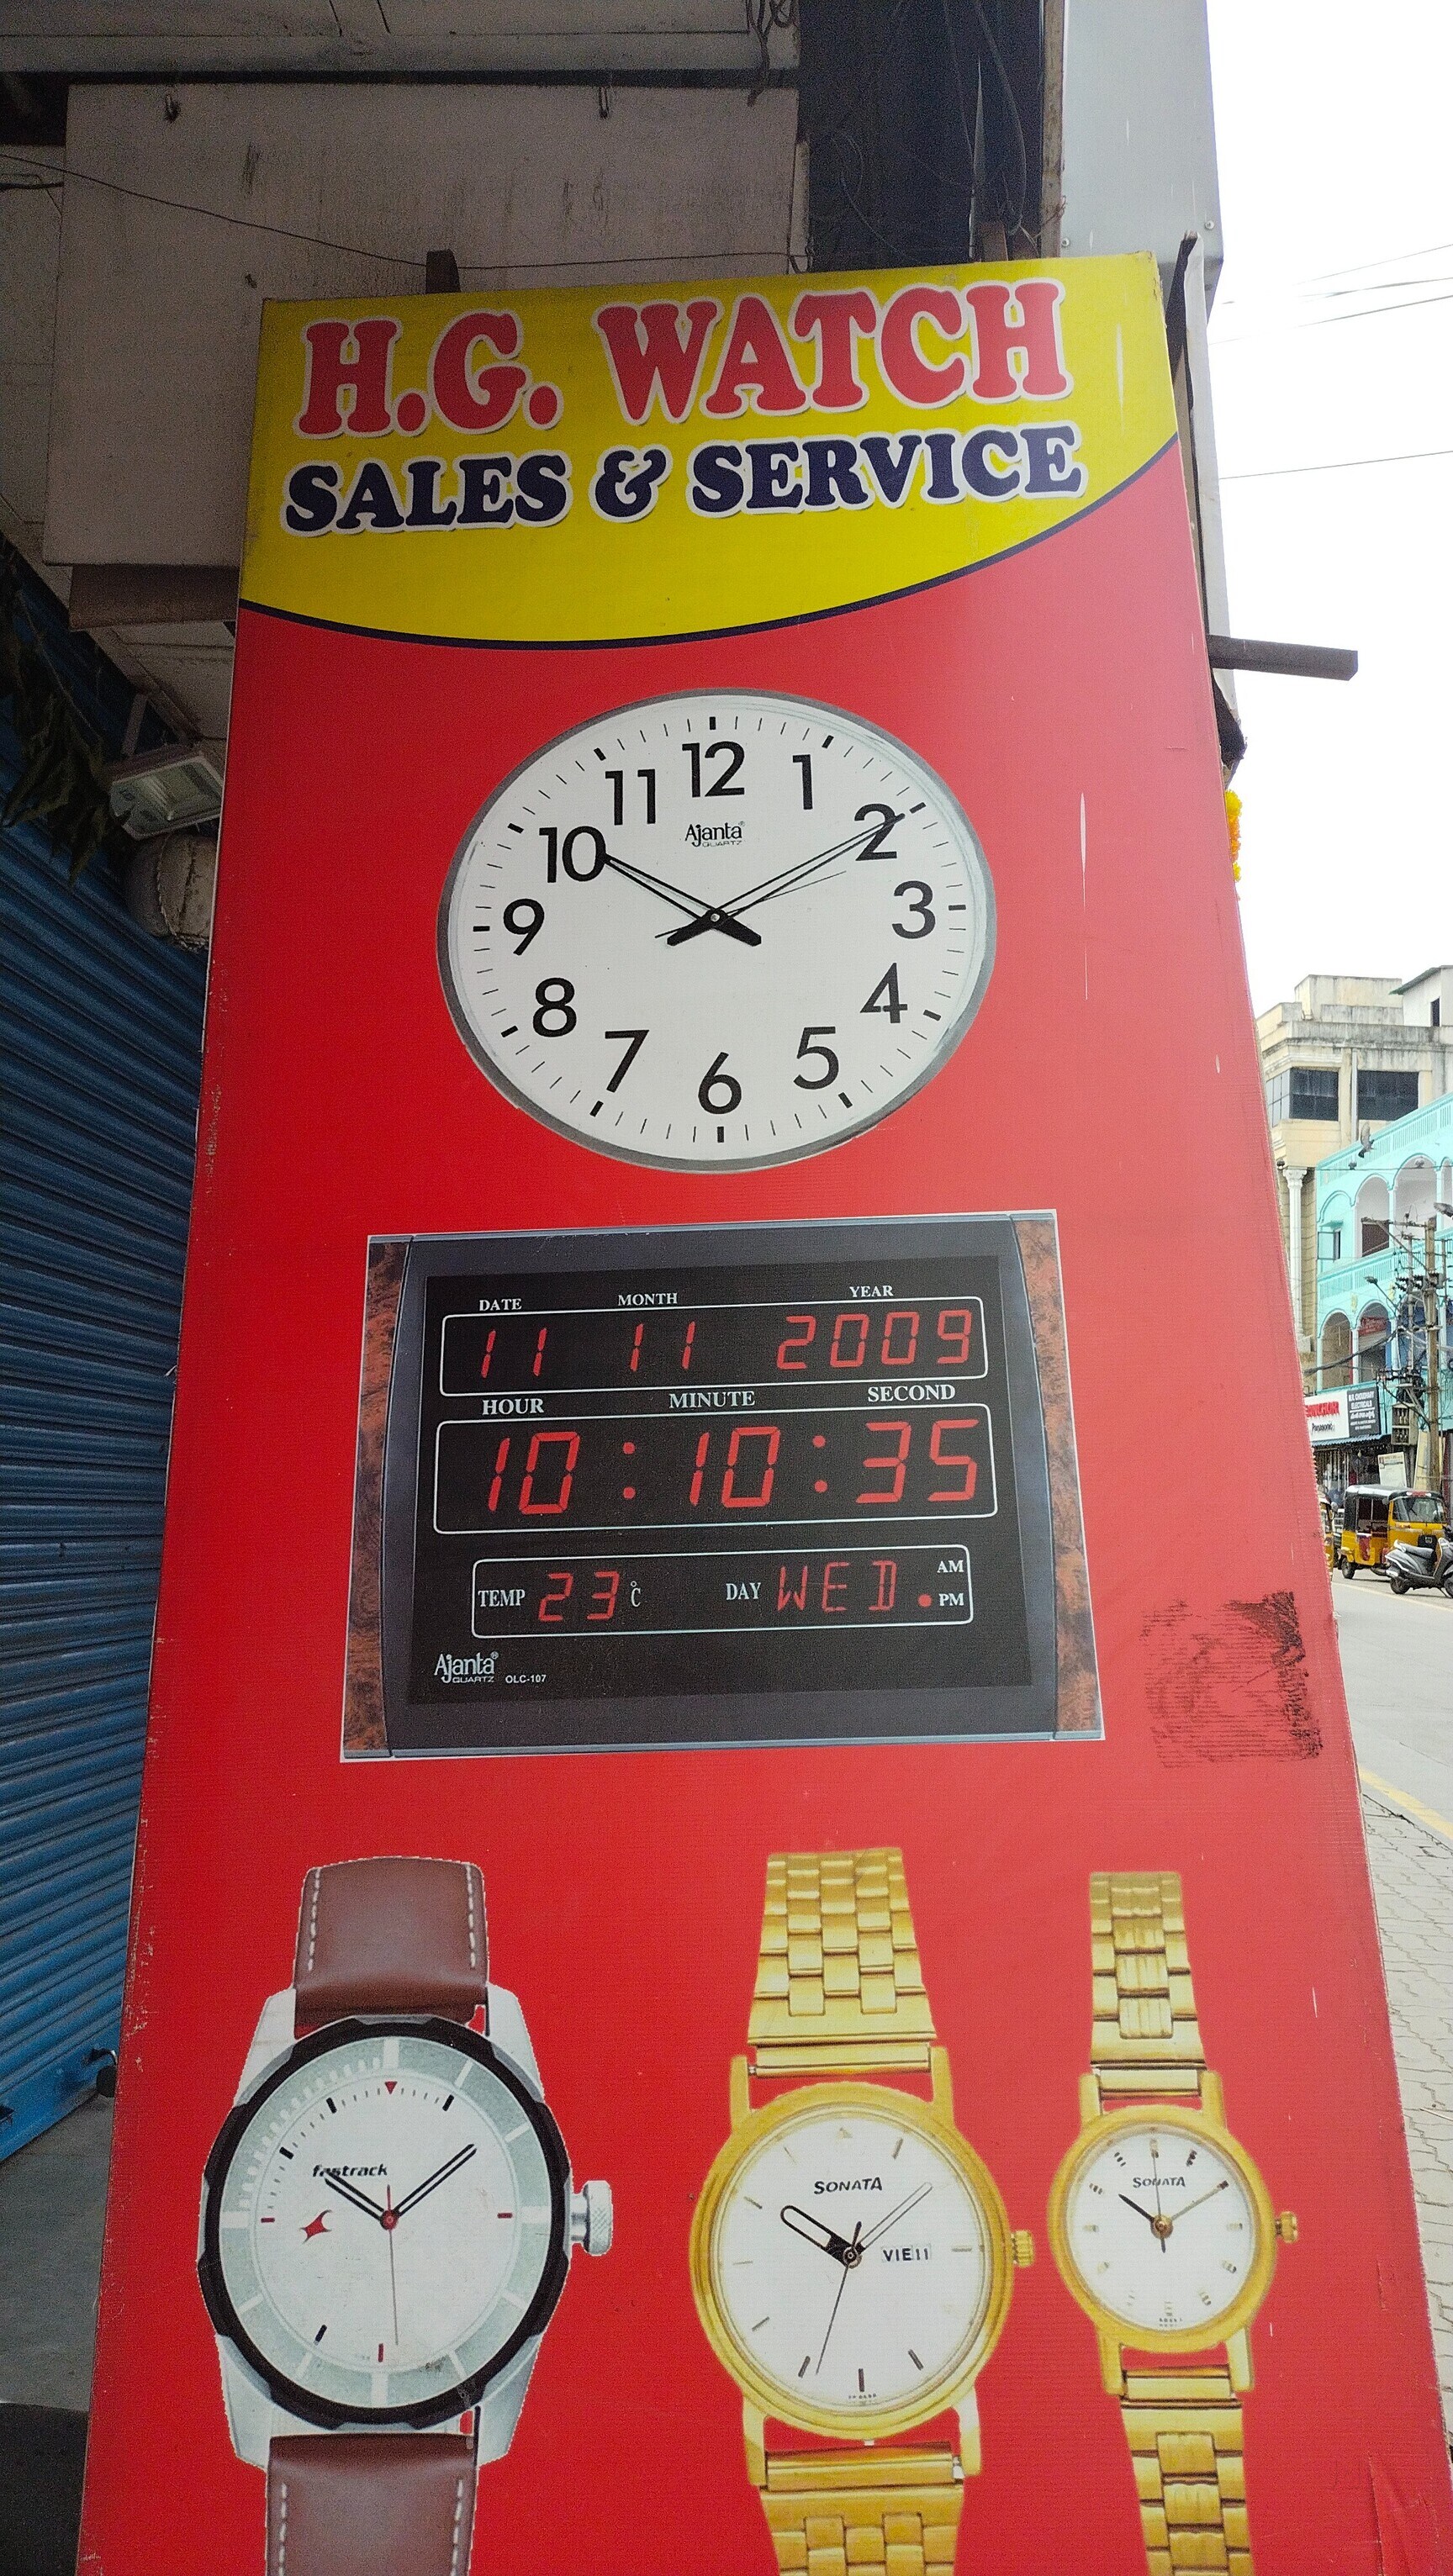 H.G. WATCH
SALES & SERVICE
12
11 1
10 2
9 3
8 4
7 5
6
Ajanta®
QUARTZ
DATE MONTH YEAR
11 11 2009
HOUR MINUTE SECOND
10 : 10 : 35
TEMP 23 °C DAY WED AM
PM
Ajanta®
QUARTZ OLC-107
fastrack
SONATA
VIE 11
SONATA
Panasonic